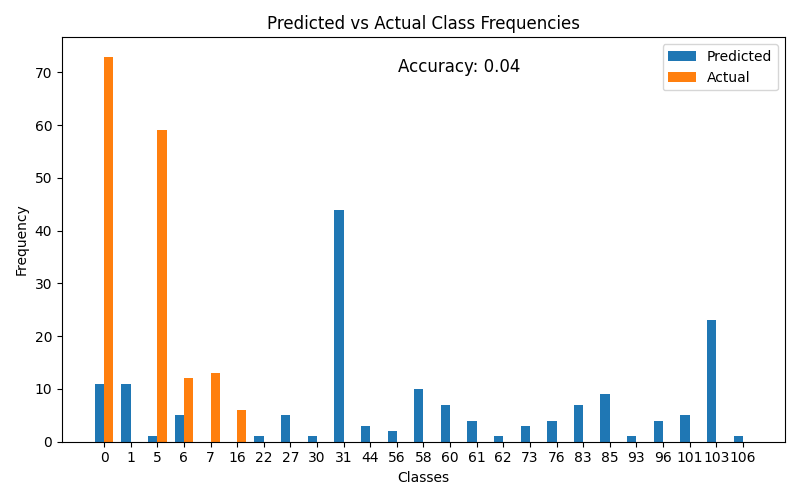 Predicted vs Actual Class Frequencies
Accuracy: 0.04
Predicted
Actual
Frequency
70
60
50
40
30
20
10
0
0 1 5 6 7 16 22 27 30 31 44 56 58 60 61 62 73 76 83 85 93 96 101 103 106
Classes